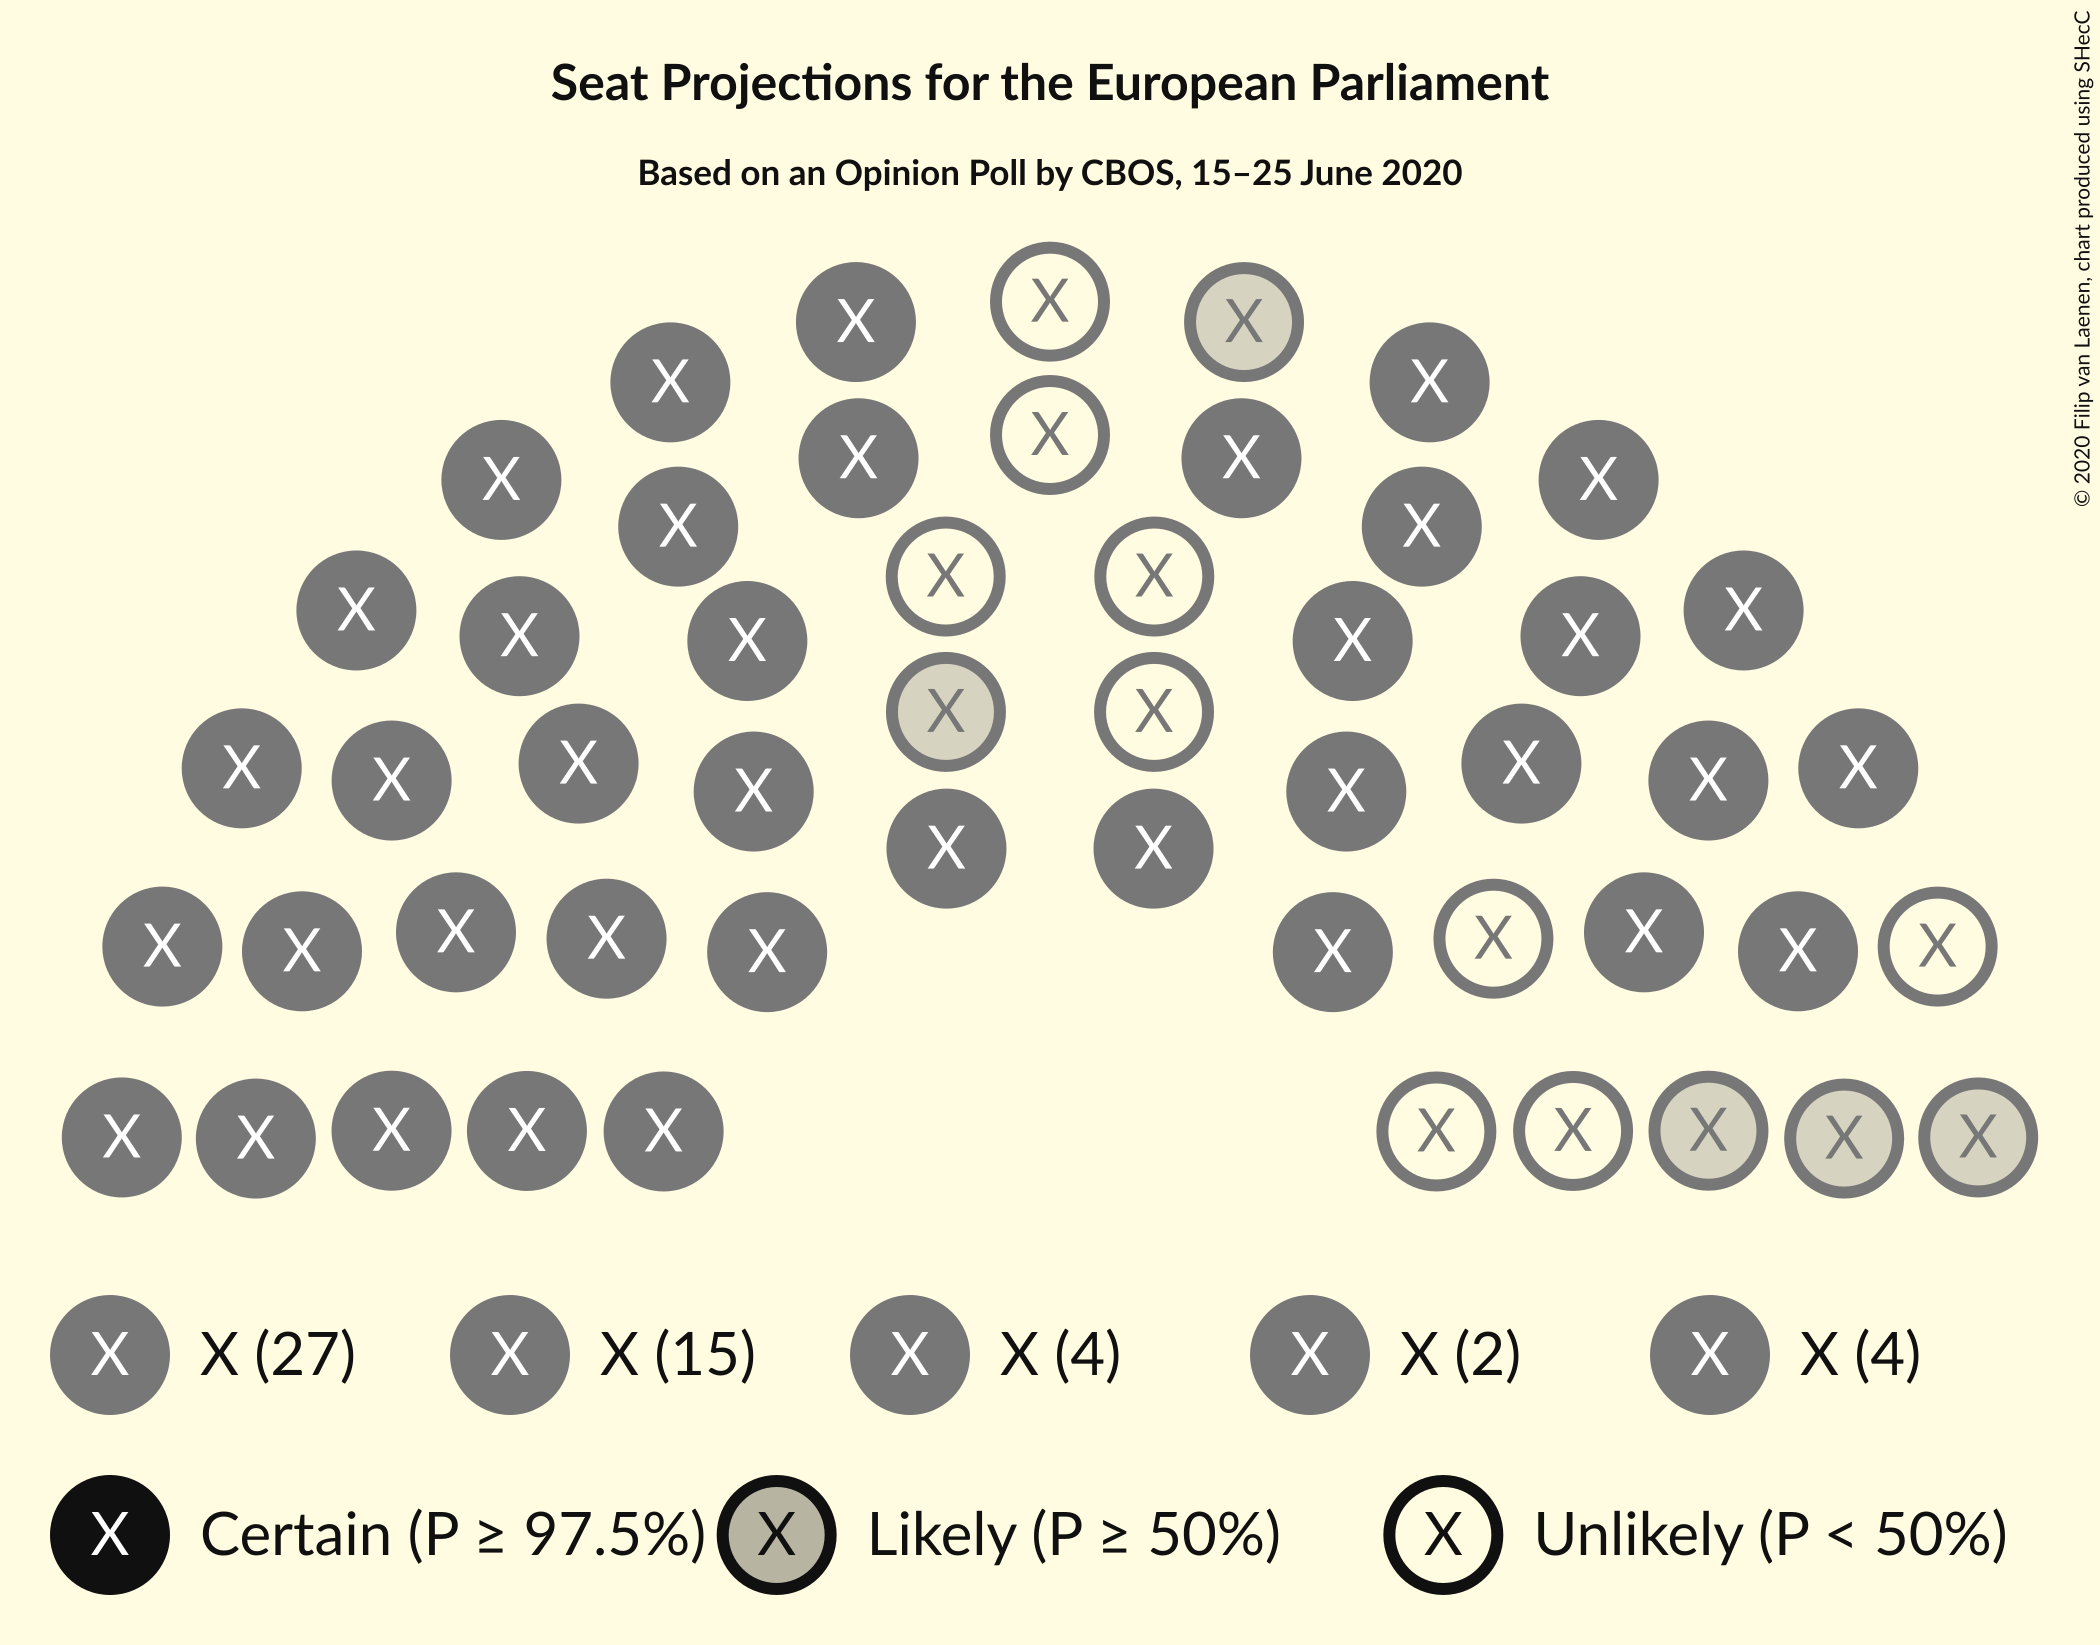 Seat Projections for the European Parliament
Based on an Opinion Poll by CBOS, 15–25 June 2020
© 2020 Filip van Laenen, chart produced using SHecC
X X X
X X
X X X
X X
X X
X X
X X X X X X
X X
X X X X X X X X
X X
X X X X X X X X X X
X X X X X X X X X X
X X (27) X X (15) X X (4) X X (2) X X (4)
X Certain (P ≥ 97.5%) X Likely (P ≥ 50%) X Unlikely (P < 50%)